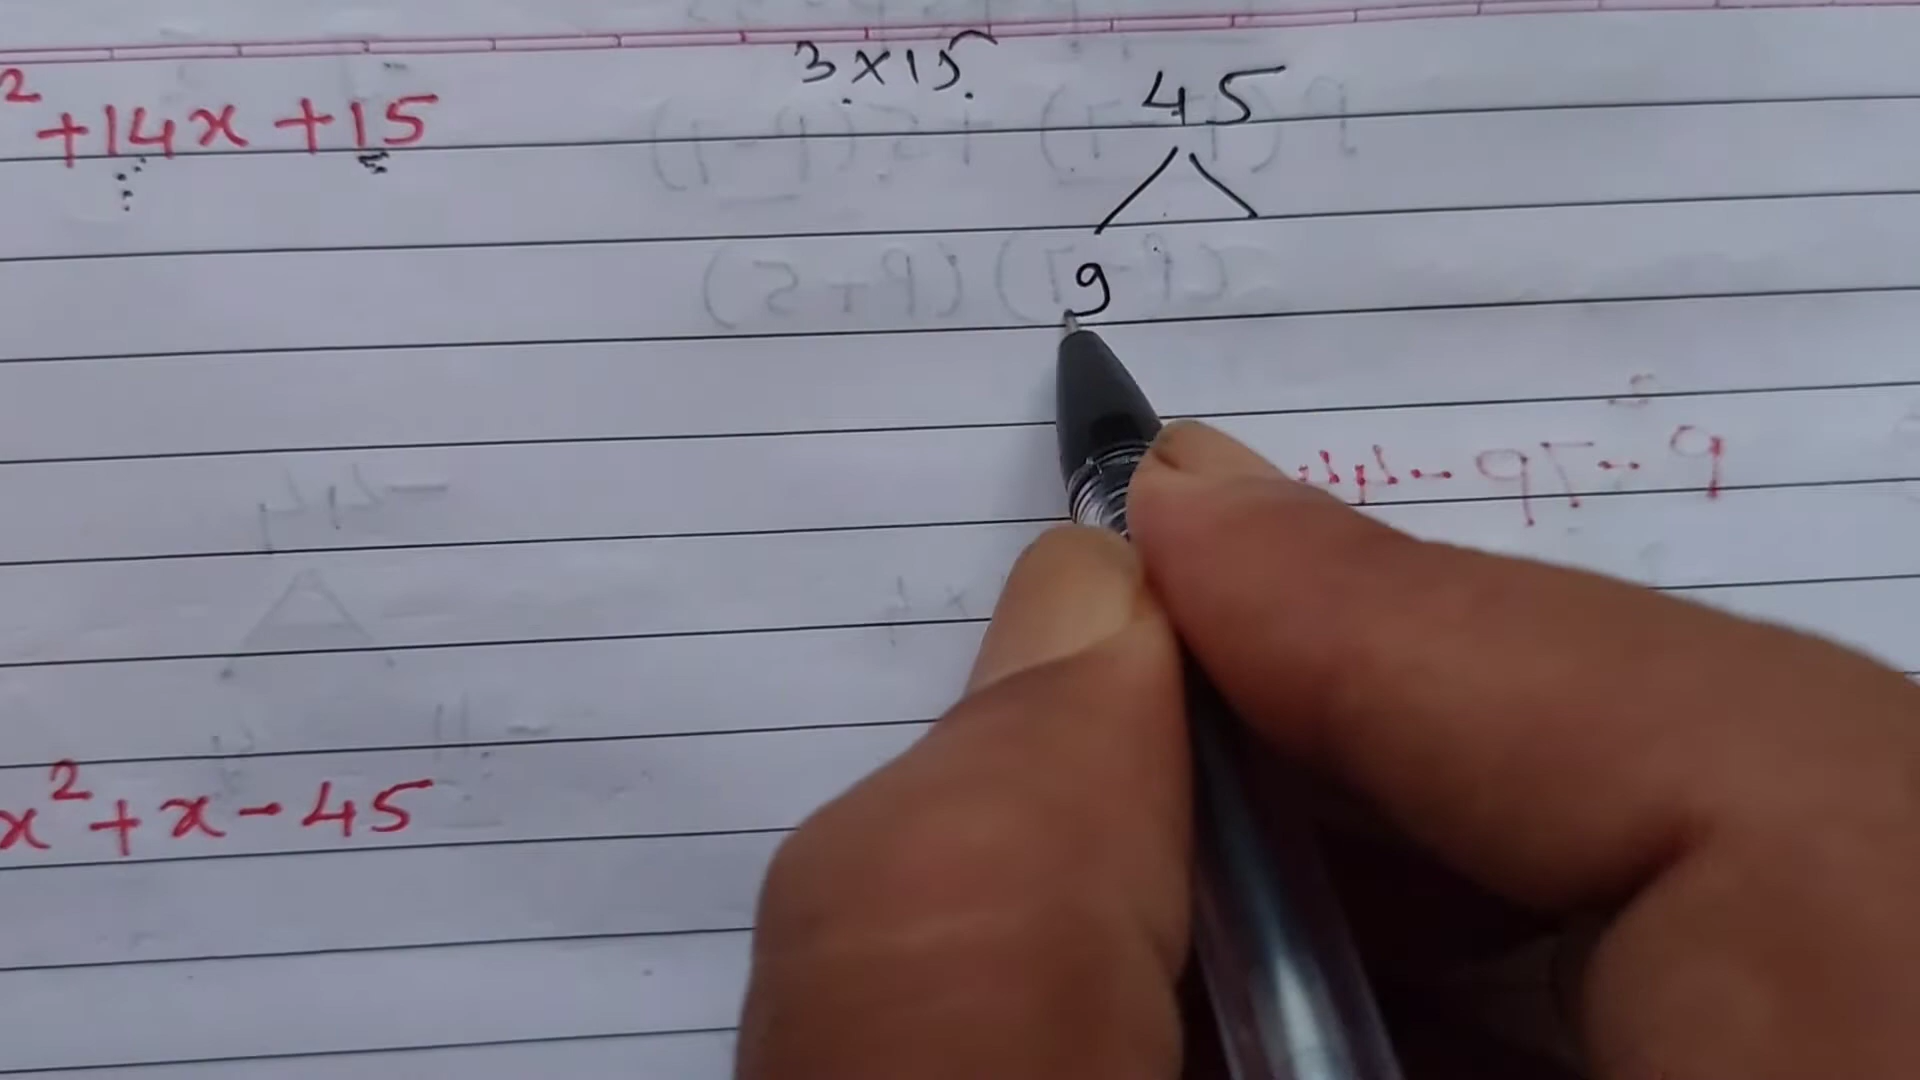 ² +14x +15
3×15
45
9
x² + x - 45